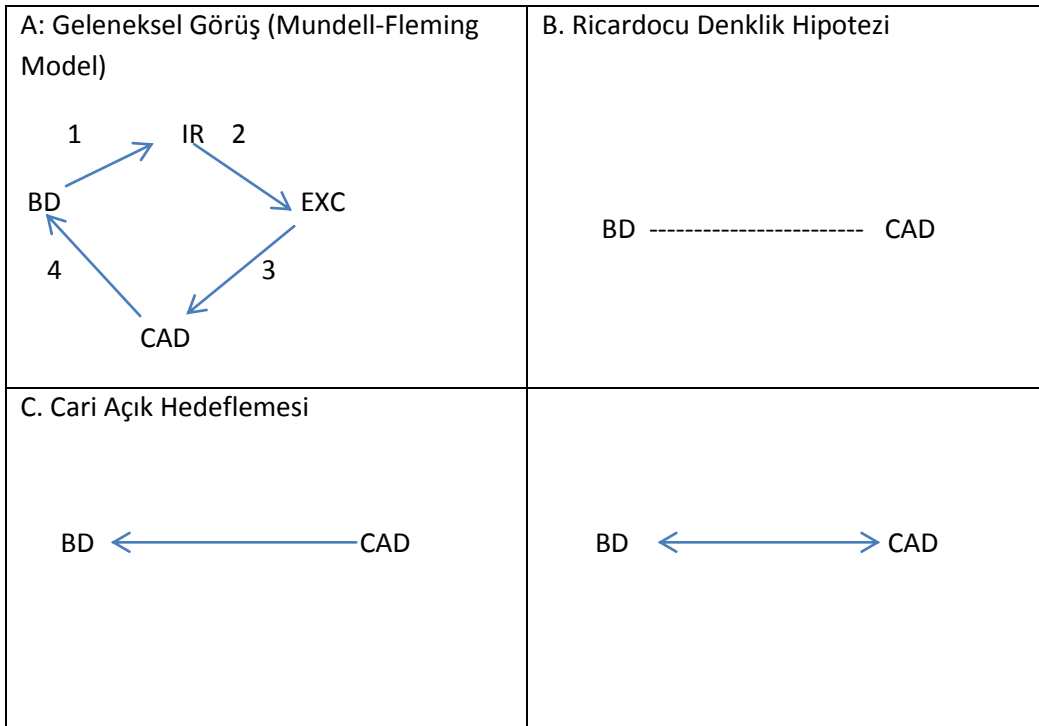 A: Geleneksel Görüş (Mundell-Fleming
Model)
1 IR 2
BD EXC
4 3
CAD
B. Ricardocu Denklik Hipotezi
BD ------------------------ CAD
C. Cari Açık Hedeflemesi
BD CAD
BD CAD